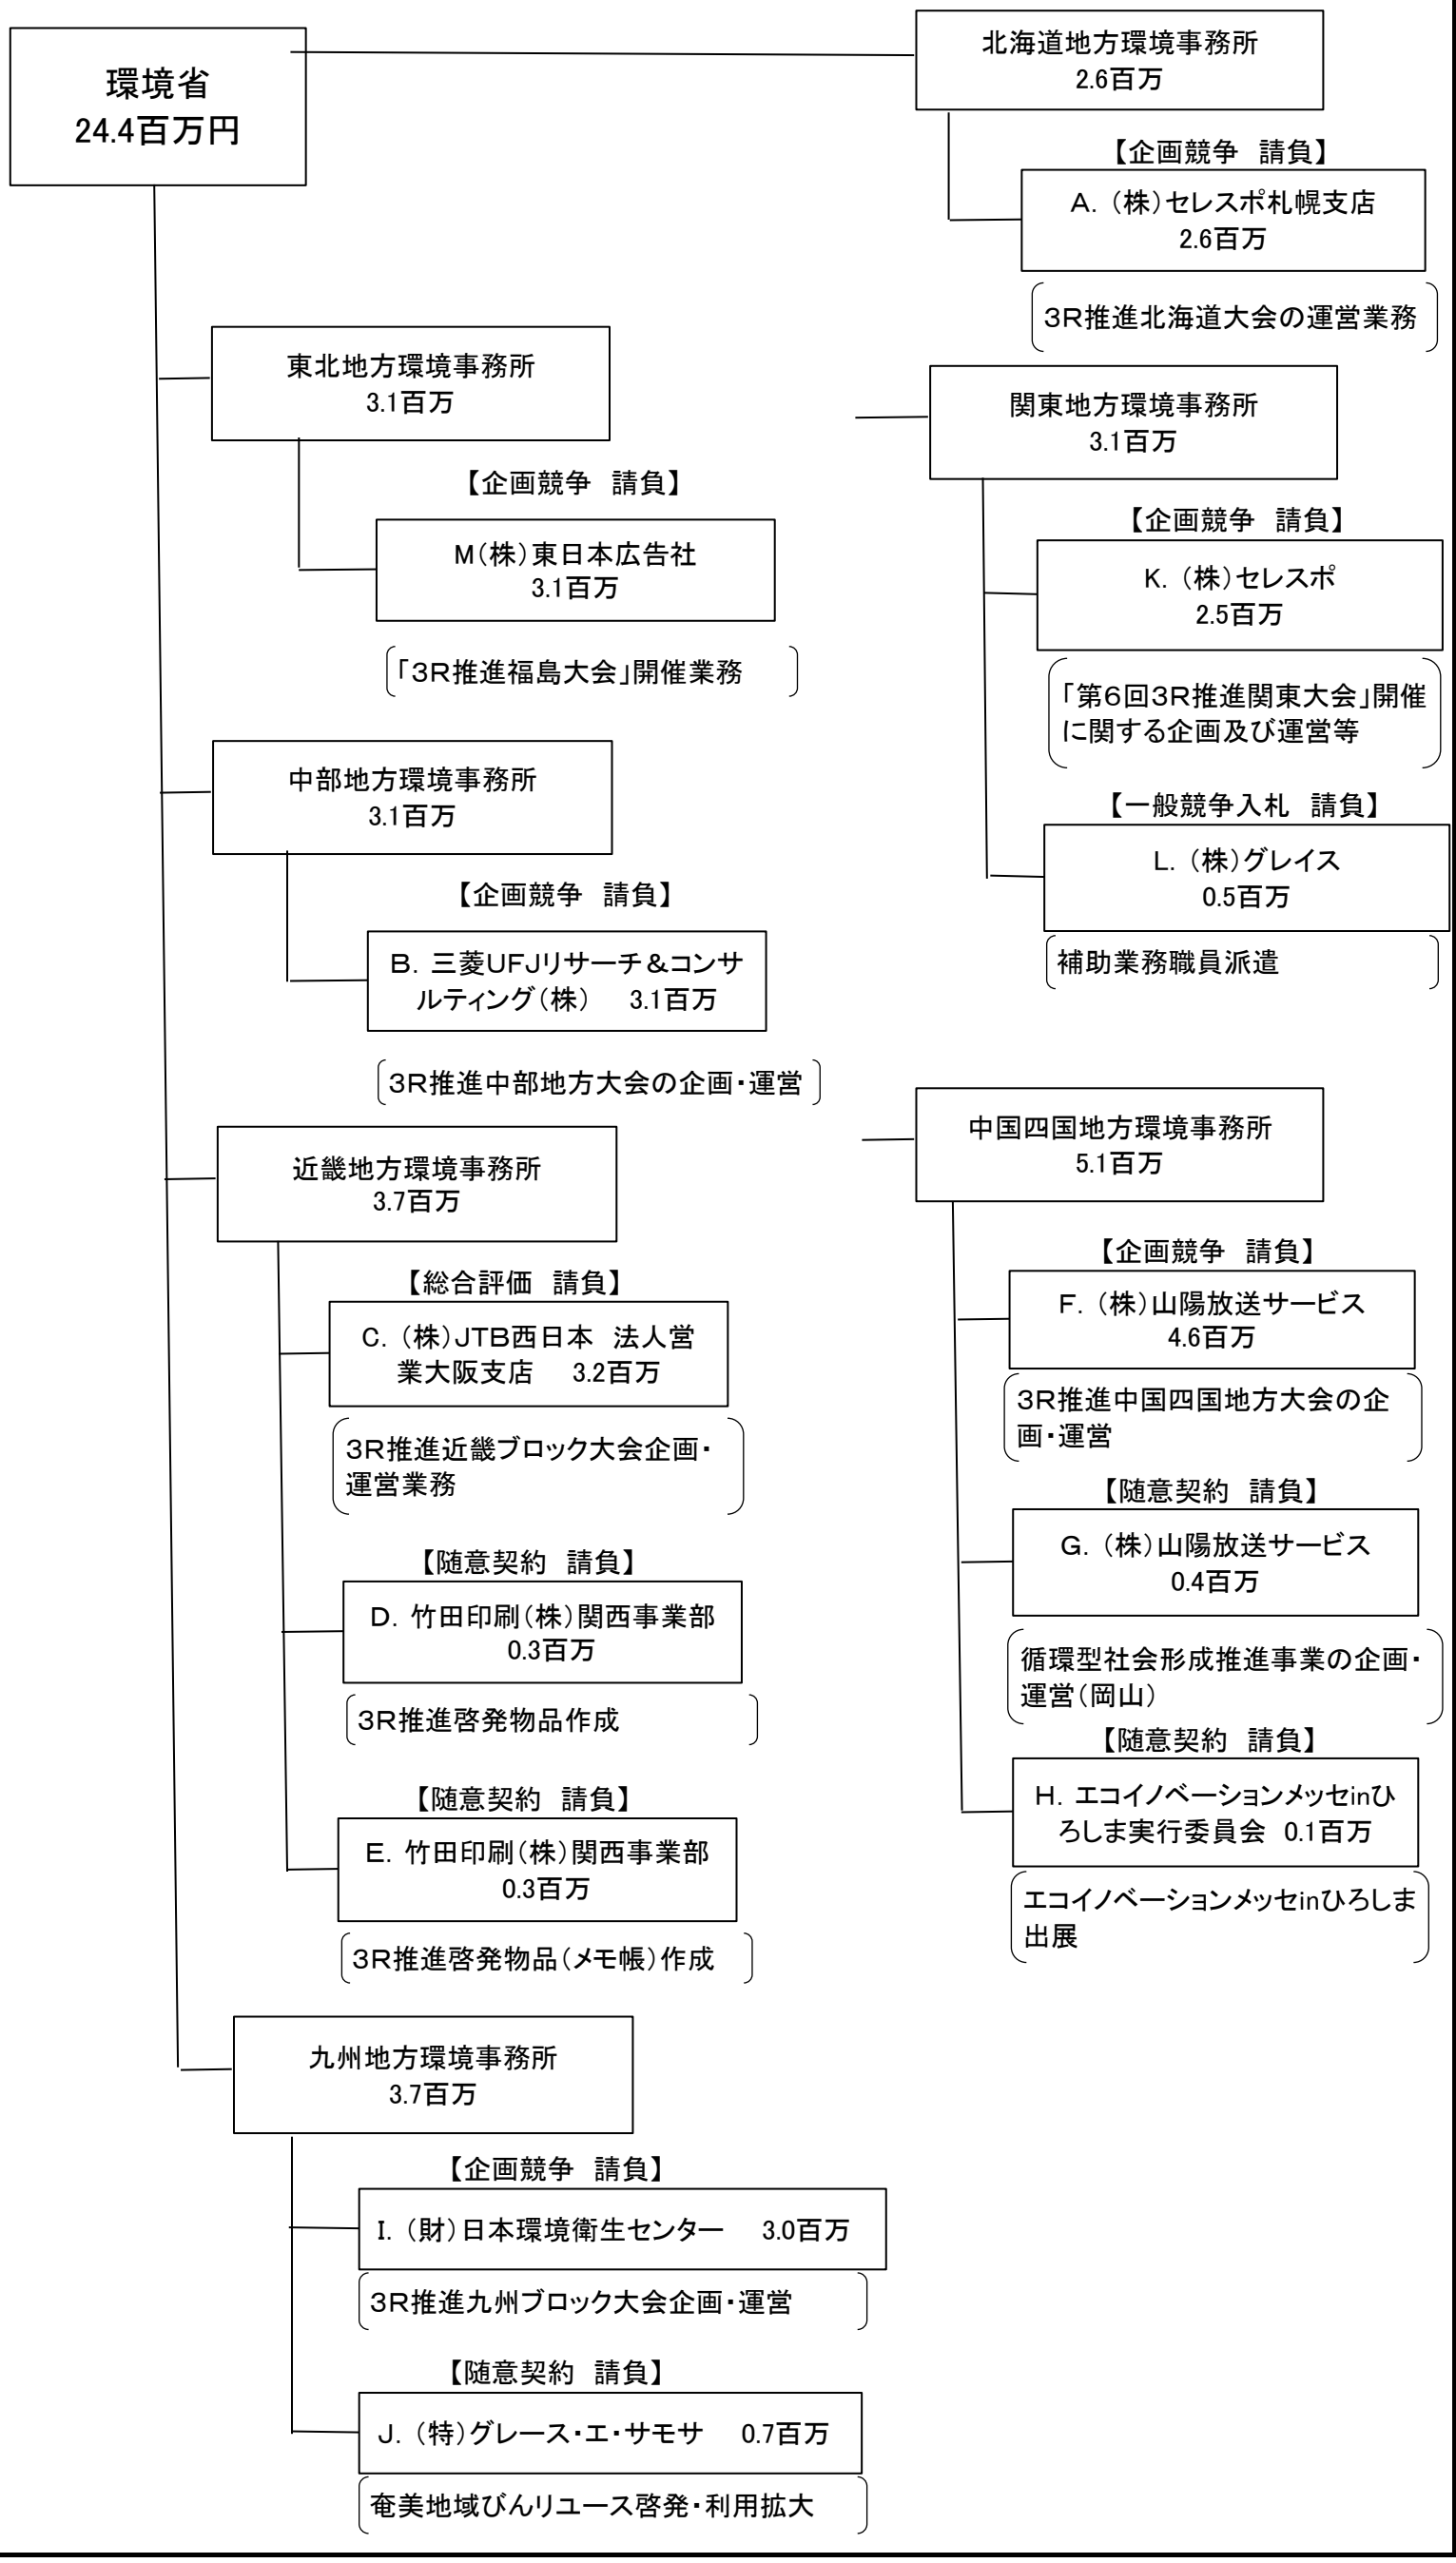 環境省
24.4百万円
北海道地方環境事務所
2.6百万
【企画競争　請負】
A．（株）セレスポ札幌支店
2.6百万
3R推進北海道大会の運営業務
東北地方環境事務所
3.1百万
【企画競争　請負】
M（株）東日本広告社
3.1百万
「3R推進福島大会」開催業務
関東地方環境事務所
3.1百万
【企画競争　請負】
K．（株）セレスポ
2.5百万
「第6回3R推進関東大会」開催
に関する企画及び運営等
【一般競争入札　請負】
L．（株）グレイス
0.5百万
補助業務職員派遣
中部地方環境事務所
3.1百万
【企画競争　請負】
B．三菱UFJリサーチ＆コンサ
ルティング（株）　3.1百万
3R推進中部地方大会の企画・運営
近畿地方環境事務所
3.7百万
【総合評価　請負】
C．（株）JTB西日本　法人営
業大阪支店　3.2百万
3R推進近畿ブロック大会企画・
運営業務
【随意契約　請負】
D．竹田印刷（株）関西事業部
0.3百万
3R推進啓発物品作成
【随意契約　請負】
E．竹田印刷（株）関西事業部
0.3百万
3R推進啓発物品（メモ帳）作成
中国四国地方環境事務所
5.1百万
【企画競争　請負】
F．（株）山陽放送サービス
4.6百万
3R推進中国四国地方大会の企
画・運営
【随意契約　請負】
G．（株）山陽放送サービス
0.4百万
循環型社会形成推進事業の企画・
運営（岡山）
【随意契約　請負】
H．エコイノベーションメッセinひ
ろしま実行委員会　0.1百万
エコイノベーションメッセinひろしま
出展
九州地方環境事務所
3.7百万
【企画競争　請負】
I．（財）日本環境衛生センター　3.0百万
3R推進九州ブロック大会企画・運営
【随意契約　請負】
J．（特）グレース・エ・サモサ　0.7百万
奄美地域びんリユース啓発・利用拡大